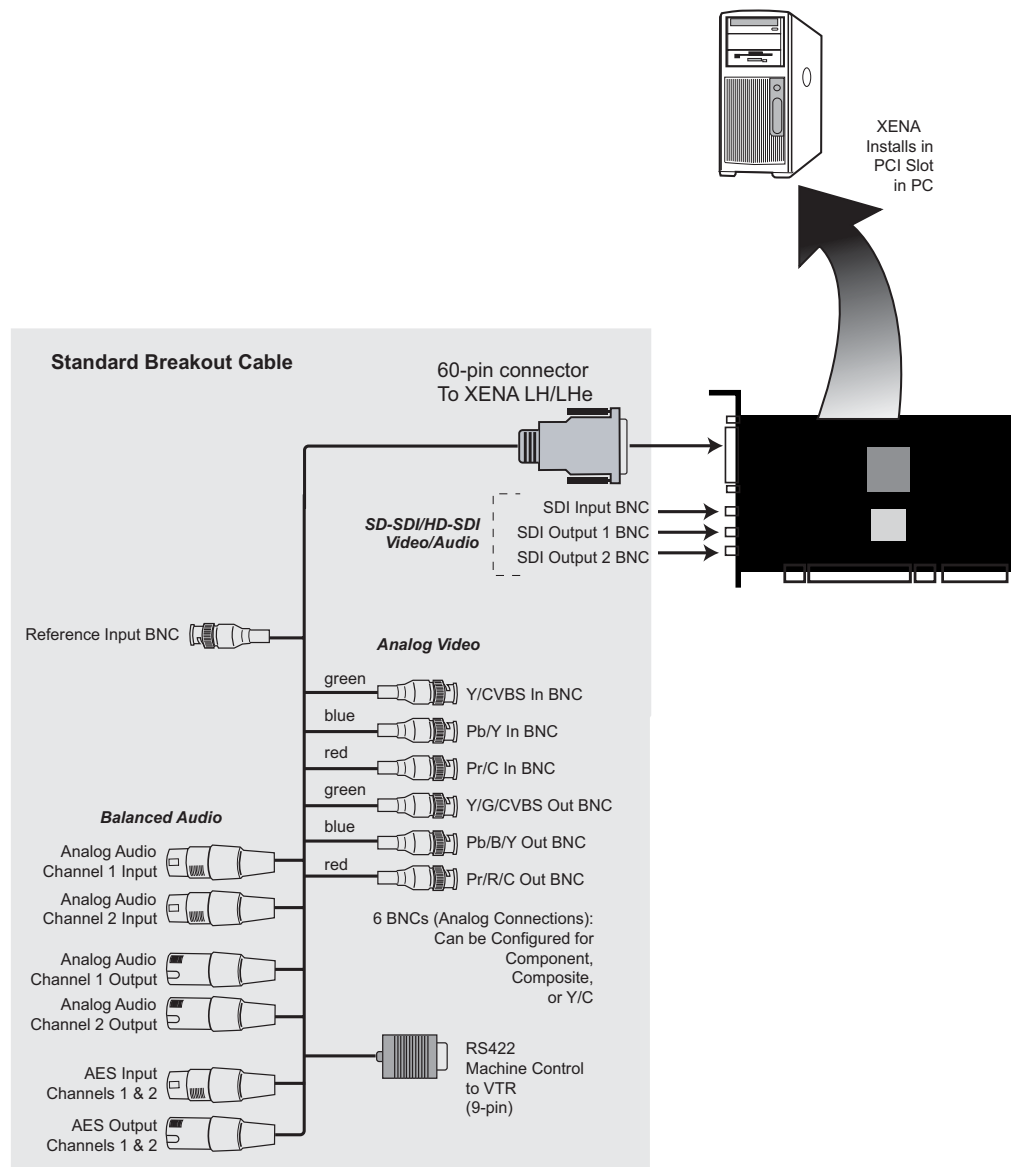 XENA
Installs in
PCI Slot
in PC
Standard Breakout Cable
60-pin connector
To XENA LH/LHe
SD-SDI/HD-SDI
Video/Audio
SDI Input BNC
SDI Output 1 BNC
SDI Output 2 BNC
Reference Input BNC
Analog Video
green
Y/CVBS In BNC
blue
Pb/Y In BNC
red
Pr/C In BNC
green
Y/G/CVBS Out BNC
blue
Pb/B/Y Out BNC
red
Pr/R/C Out BNC
6 BNCs (Analog Connections):
Can be Configured for
Component,
Composite,
or Y/C
Balanced Audio
Analog Audio
Channel 1 Input
Analog Audio
Channel 2 Input
Analog Audio
Channel 1 Output
Analog Audio
Channel 2 Output
AES Input
Channels 1 & 2
AES Output
Channels 1 & 2
RS422
Machine Control
to VTR
(9-pin)